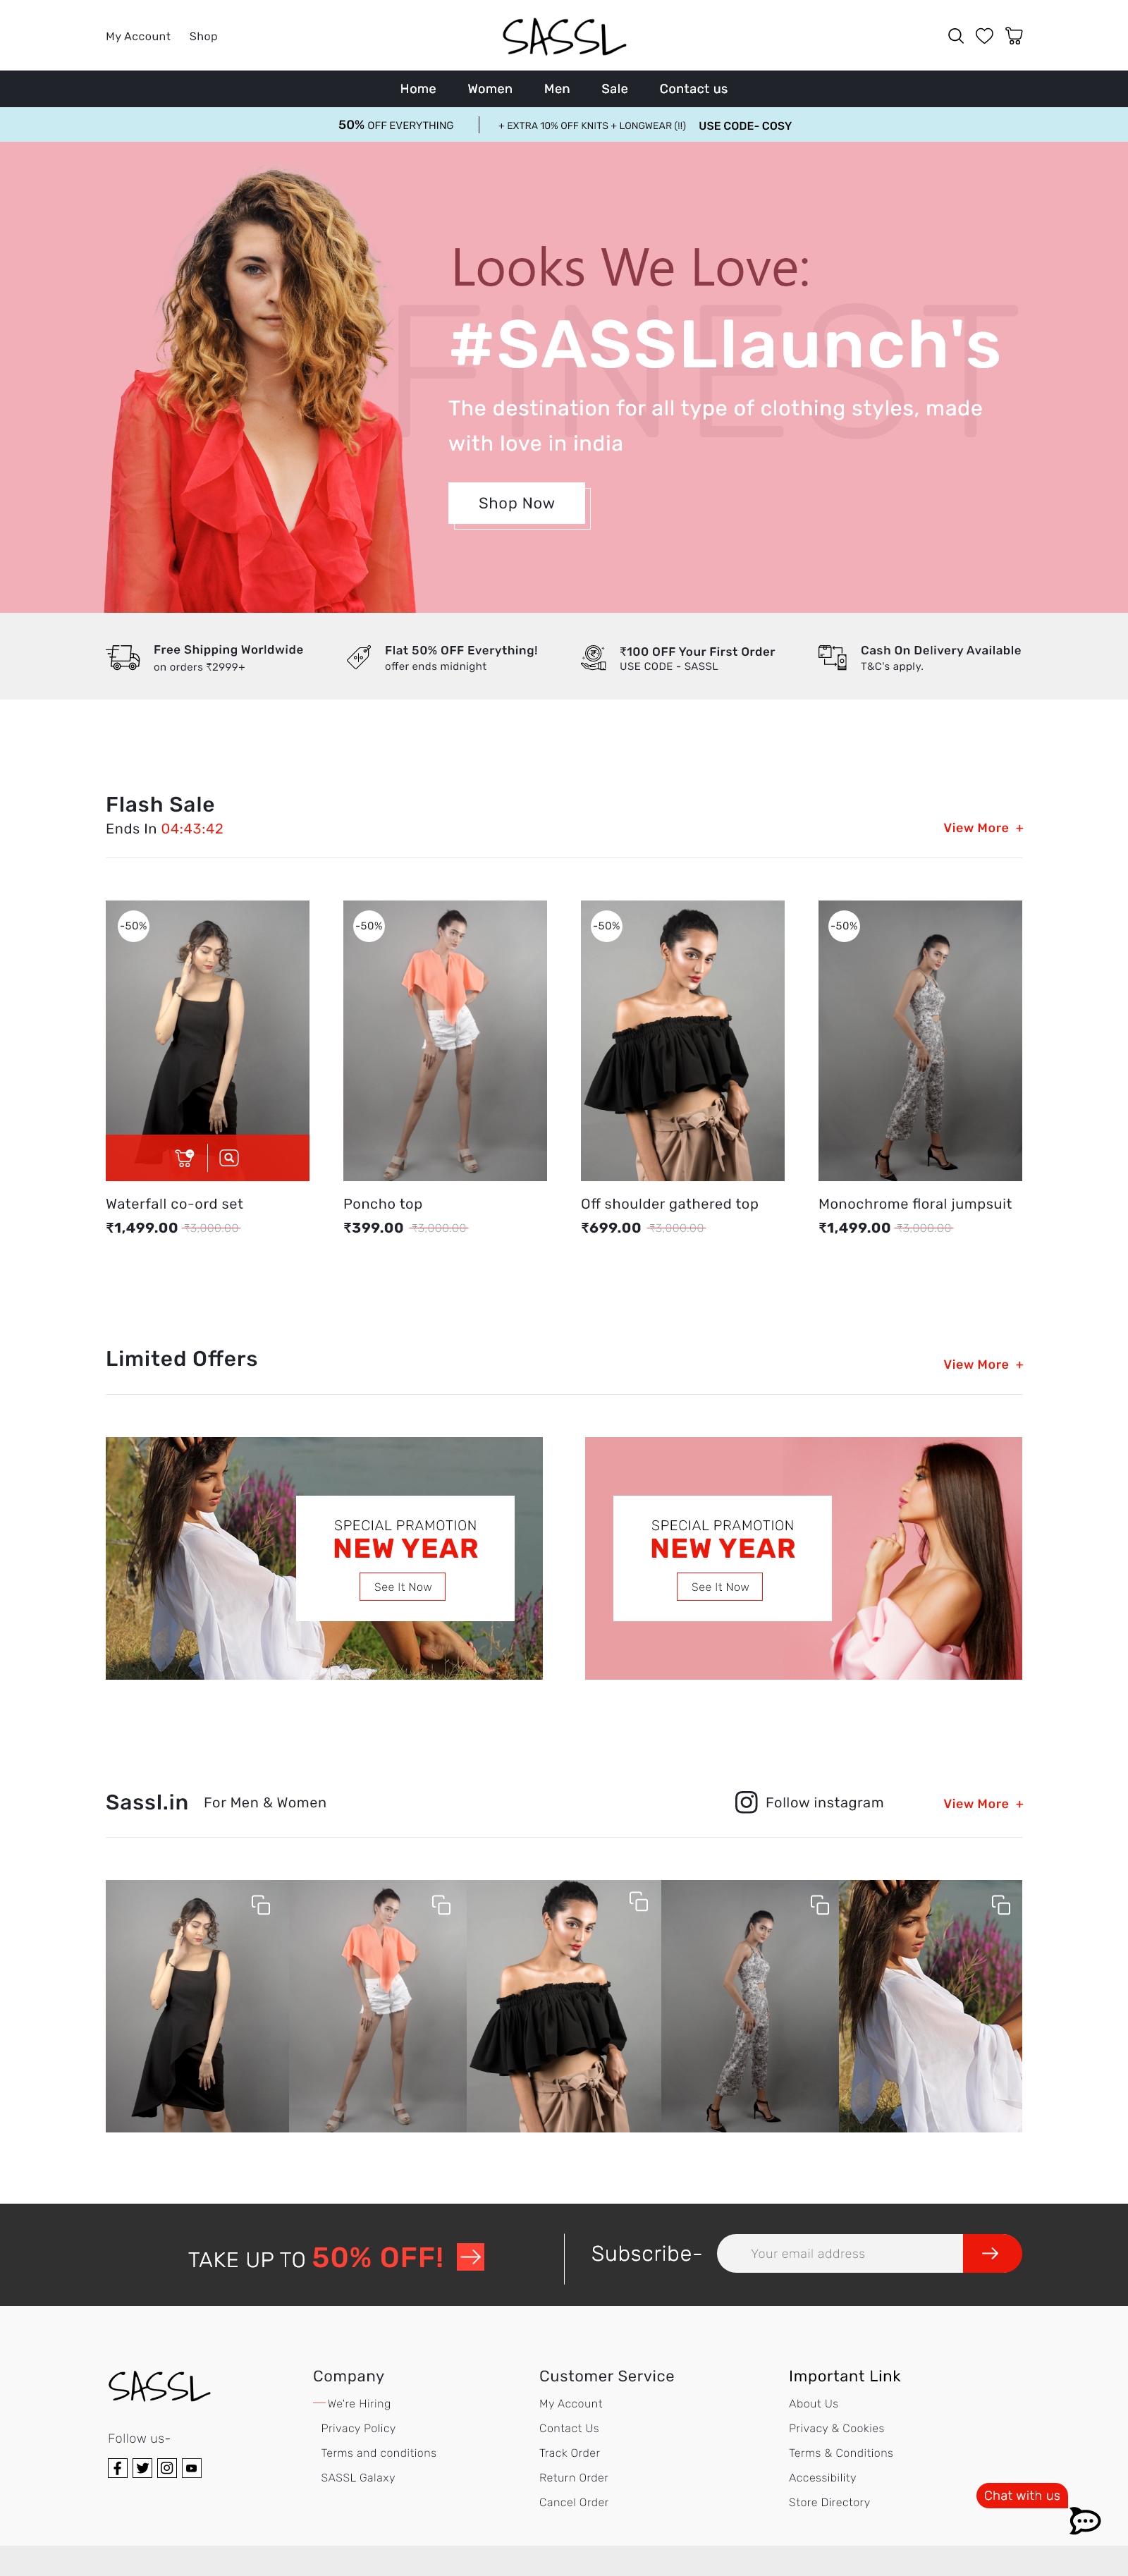 My Account Shop
SASSL
Home Women Men Sale Contact us
50% OFF EVERYTHING + EXTRA 10% OFF KNITS + LONGWEAR (!!) USE CODE- COSY
FINEST
Looks We Love:
#SASSLlaunch's
The destination for all type of clothing styles, made
with love in india
Shop Now
Free Shipping Worldwide
on orders ₹2999+
Flat 50% OFF Everything!
offer ends midnight
₹100 OFF Your First Order
USE CODE - SASSL
Cash On Delivery Available
T&C's apply.
Flash Sale
Ends In 04:43:42
View More +
-50%
-50%
-50%
-50%
Waterfall co-ord set
₹1,499.00 ₹3,000.00
Poncho top
₹399.00 ₹3,000.00
Off shoulder gathered top
₹699.00 ₹3,000.00
Monochrome floral jumpsuit
₹1,499.00 ₹3,000.00
Limited Offers
View More +
SPECIAL PRAMOTION
NEW YEAR
See It Now
SPECIAL PRAMOTION
NEW YEAR
See It Now
Sassl.in For Men & Women
Follow instagram
View More +
TAKE UP TO 50% OFF!
Subscribe-
Your email address
SASSL
Follow us-
Company
We're Hiring
Privacy Policy
Terms and conditions
SASSL Galaxy
Customer Service
My Account
Contact Us
Track Order
Return Order
Cancel Order
Important Link
About Us
Privacy & Cookies
Terms & Conditions
Accessibility
Store Directory
Chat with us